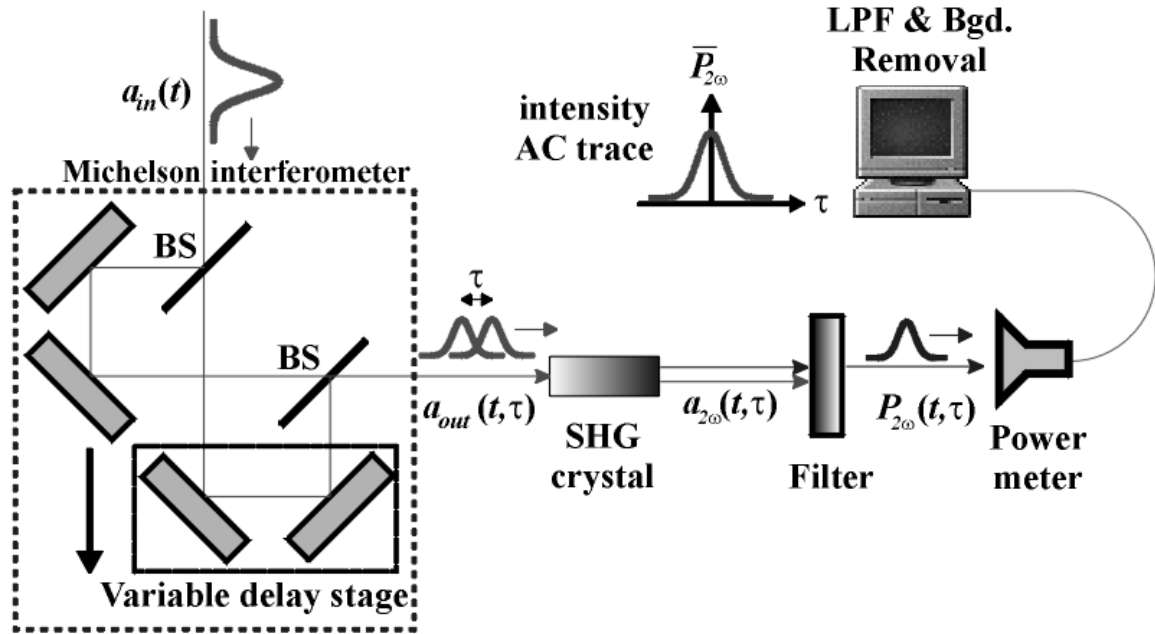 LPF & Bgd.
Removal
P̅2ω
a_in(t)
intensity
AC trace
Michelson interferometer
τ
BS
τ
BS
a_out(t,τ)
a_2ω(t,τ)
P_2ω(t,τ)
SHG
crystal
Filter
Power
meter
Variable delay stage